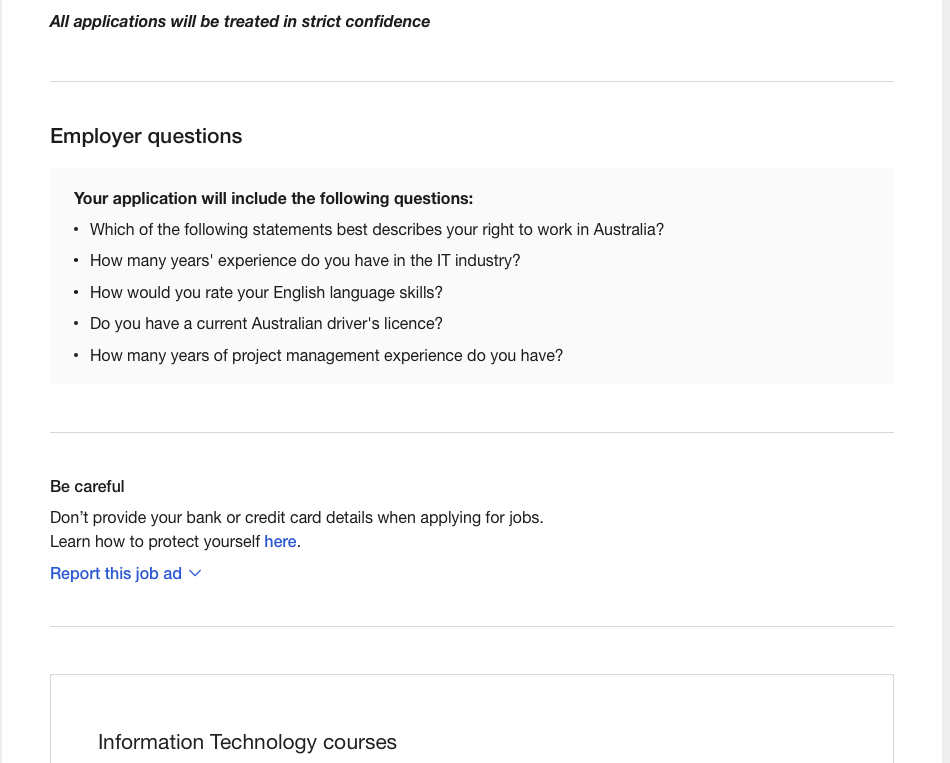 All applications will be treated in strict confidence
Employer questions
Your application will include the following questions:
• Which of the following statements best describes your right to work in Australia?
• How many years' experience do you have in the IT industry?
• How would you rate your English language skills?
• Do you have a current Australian driver's licence?
• How many years of project management experience do you have?
Be careful
Don’t provide your bank or credit card details when applying for jobs.
Learn how to protect yourself here.
Report this job ad
Information Technology courses